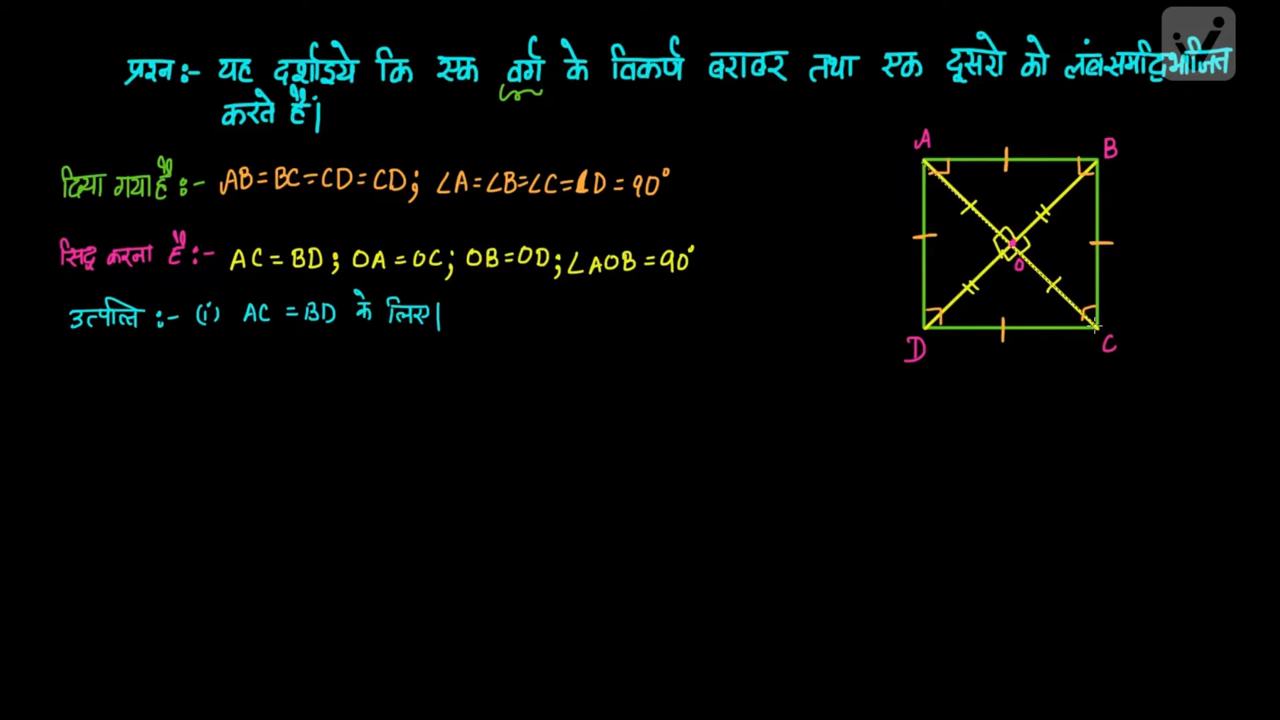 प्रश्न :- यह दर्शाइये कि एक वर्ग के विकर्ण बराबर तथा एक दूसरो को लंबसमद्विभाजित
करते हैं।
दिया गया है :- AB = BC = CD = CD ; ∠A = ∠B = ∠C = ∠D = 90°
सिद्ध करना है :- AC = BD ; OA = OC ; OB = OD ; ∠AOB = 90°
उत्पत्ति :- (i) AC = BD के लिए।
A
B
O
D
C